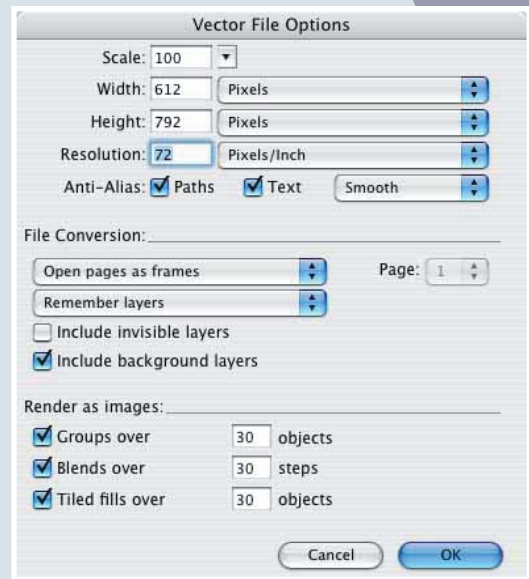 Vector File Options
Scale: 100
Width: 612 Pixels
Height: 792 Pixels
Resolution: 72 Pixels/Inch
Anti-Alias: Paths Text Smooth
File Conversion:
Open pages as frames Page: 1
Remember layers
Include invisible layers
Include background layers
Render as images:
Groups over 30 objects
Blends over 30 steps
Tiled fills over 30 objects
Cancel OK